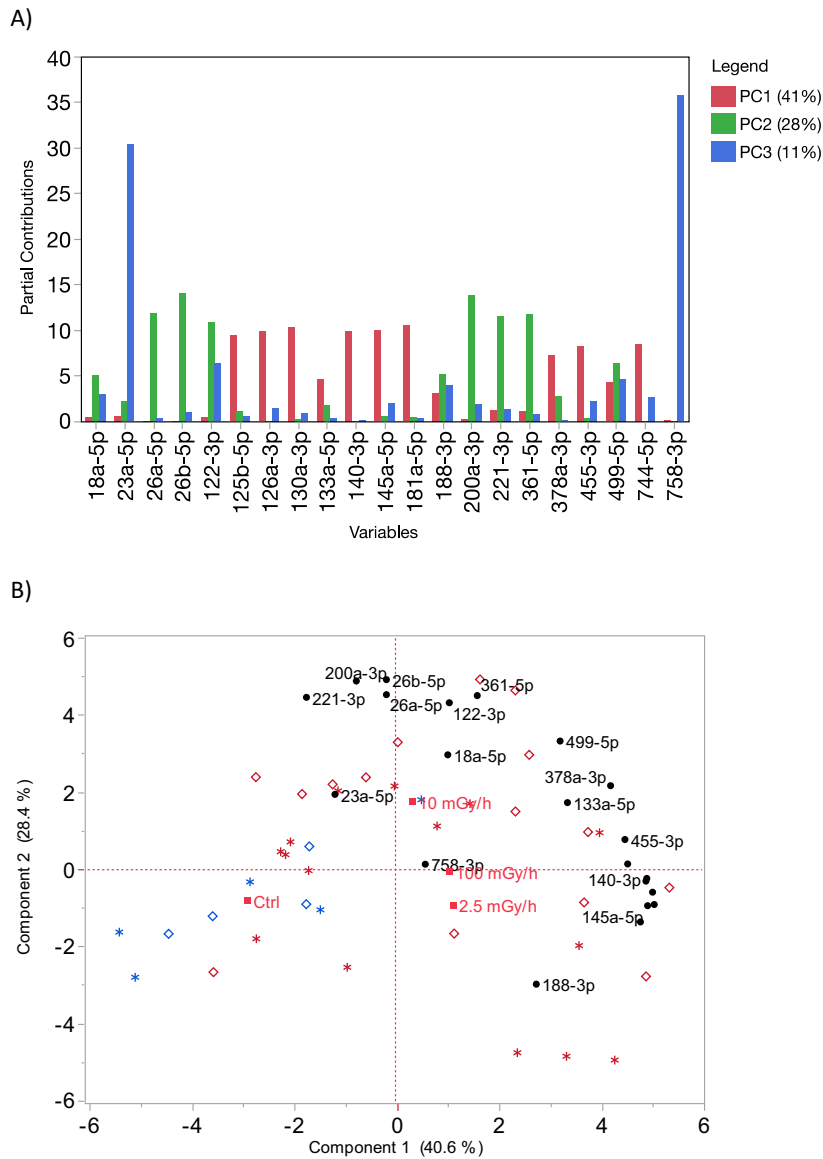 A)
40
35
30
25
20
15
10
5
0
Partial Contributions
18a-5p
23a-5p
26a-5p
26b-5p
122-3p
125b-5p
126a-3p
130a-3p
133a-5p
140-3p
145a-5p
181a-5p
188-3p
200a-3p
221-3p
361-5p
378a-3p
455-3p
499-5p
744-5p
758-3p
Variables
Legend
PC1 (41%)
PC2 (28%)
PC3 (11%)
B)
6
4
2
0
-2
-4
-6
Component 2 (28.4 %)
200a-3p
26b-5p
361-5p
221-3p
26a-5p
122-3p
18a-5p
499-5p
378a-3p
23a-5p
10 mGy/h
133a-5p
455-3p
758-3p
100 mGy/h
140-3p
Ctrl
2.5 mGy/h
145a-5p
188-3p
-6
-4
-2
0
2
4
6
Component 1 (40.6 %)